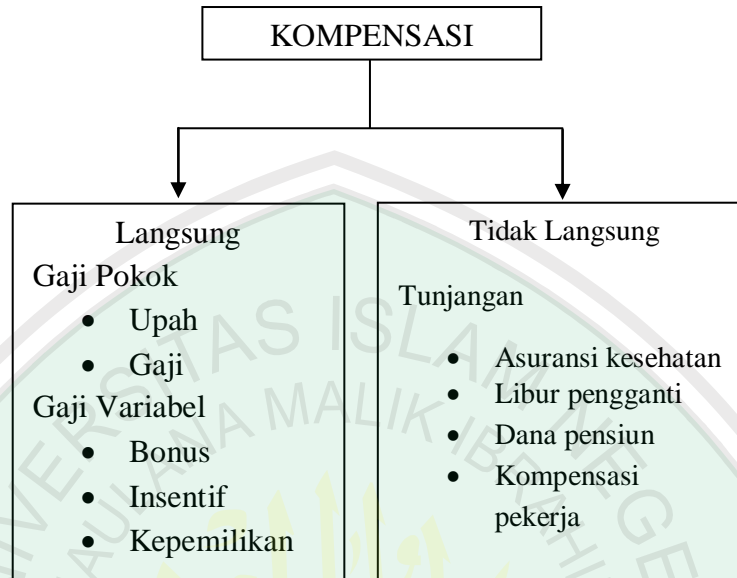 KOMPENSASI
Langsung
Gaji Pokok
• Upah
• Gaji
Gaji Variabel
• Bonus
• Insentif
• Kepemilikan
Tidak Langsung
Tunjangan
• Asuransi kesehatan
• Libur pengganti
• Dana pensiun
• Kompensasi
pekerja